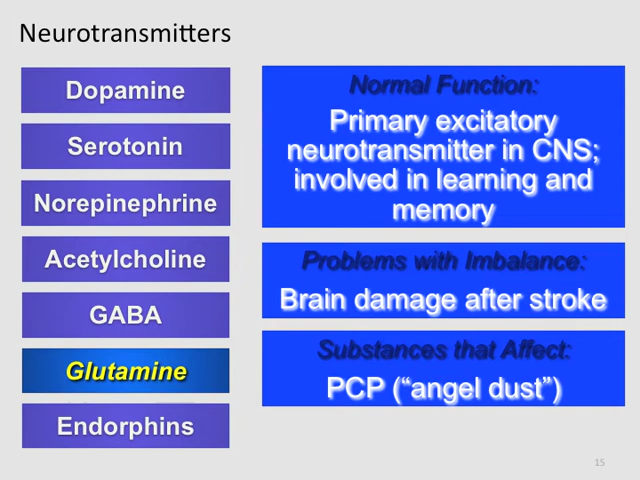 Neurotransmitters
Dopamine
Serotonin
Norepinephrine
Acetylcholine
GABA
Glutamine
Endorphins
Normal Function:
Primary excitatory
neurotransmitter in CNS;
involved in learning and
memory
Problems with Imbalance:
Brain damage after stroke
Substances that Affect:
PCP (“angel dust”)
15